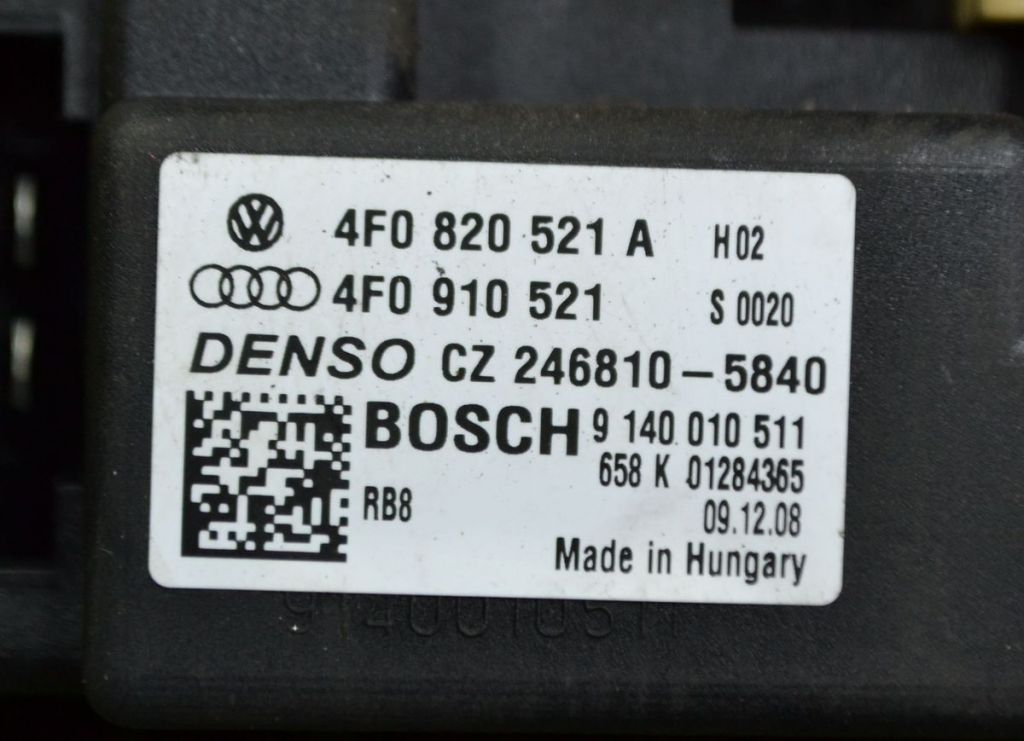 4F0 820 521 A H02
4F0 910 521 S 0020
DENSO CZ 246810-5840
BOSCH 9 140 010 511
658 K 01284365
RB8 09.12.08
Made in Hungary
9140010511